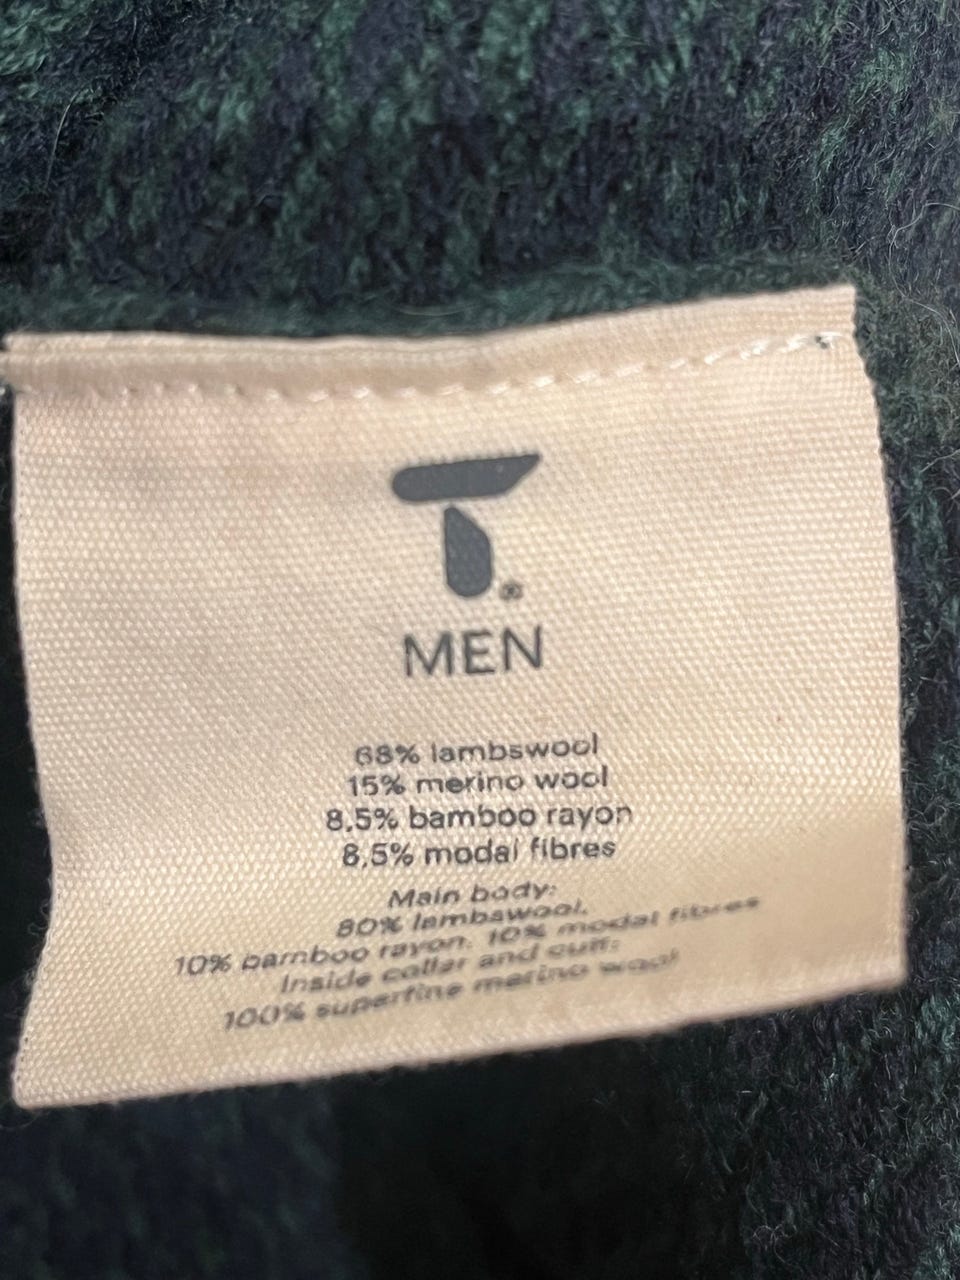 T®
MEN
68% lambswool
15% merino wool
8,5% bamboo rayon
8,5% modal fibres
Main body:
80% lambswool,
10% bamboo rayon, 10% modal fibres
Inside collar and cuff:
100% superfine merino wool